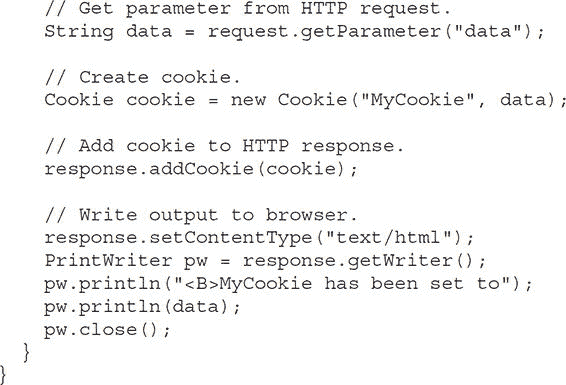 // Get parameter from HTTP request.
String data = request.getParameter("data");
// Create cookie.
Cookie cookie = new Cookie("MyCookie", data);
// Add cookie to HTTP response.
response.addCookie(cookie);
// Write output to browser.
response.setContentType("text/html");
PrintWriter pw = response.getWriter();
pw.println("<B>MyCookie has been set to");
pw.println(data);
pw.close();
}
}